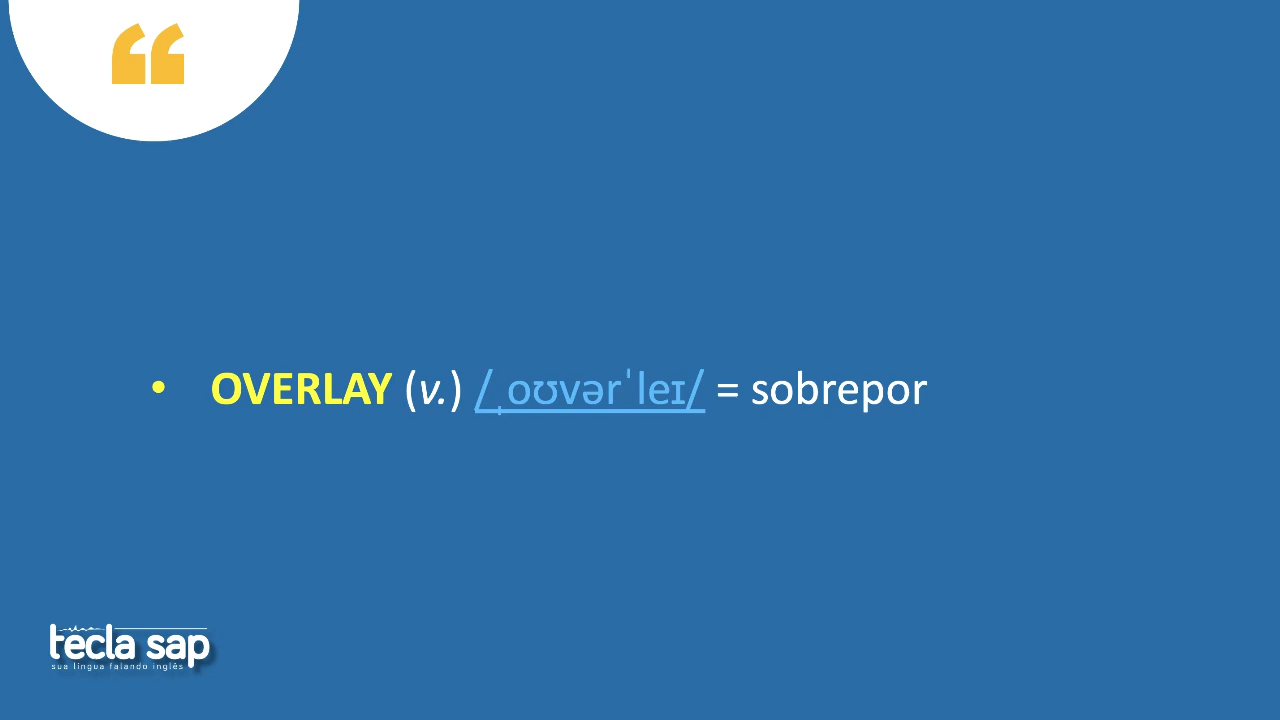 “
• OVERLAY (v.) /ˌoʊvərˈleɪ/ = sobrepor
tecla sap
sua língua falando inglês